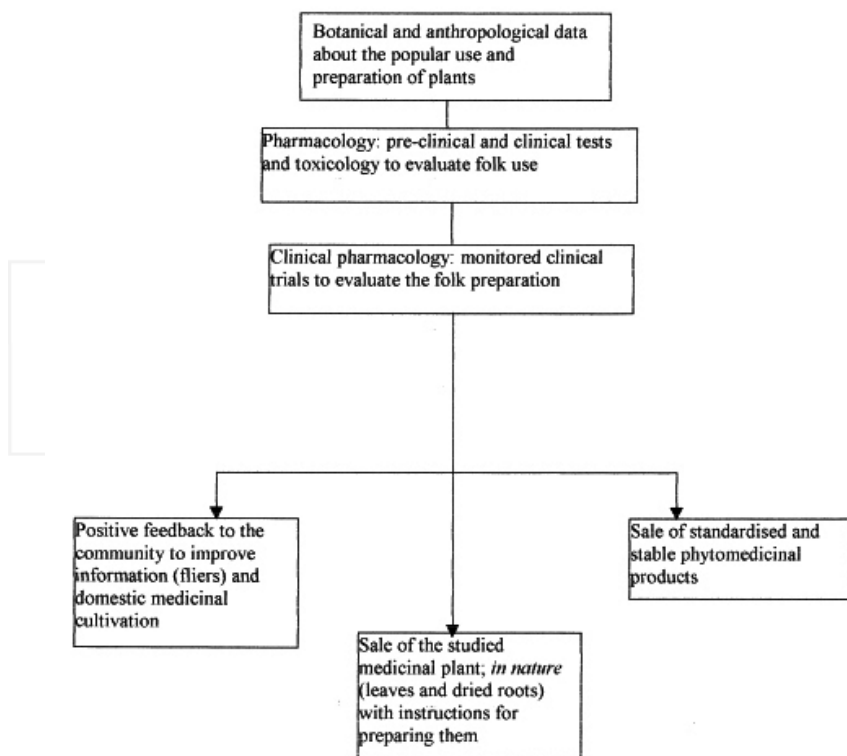 Botanical and anthropological data
about the popular use and
preparation of plants
Pharmacology: pre-clinical and clinical tests
and toxicology to evaluate folk use
Clinical pharmacology: monitored clinical
trials to evaluate the folk preparation
Positive feedback to the
community to improve
information (fliers) and
domestic medicinal
cultivation
Sale of the studied
medicinal plant; in nature
(leaves and dried roots)
with instructions for
preparing them
Sale of standardised and
stable phytomedicinal
products